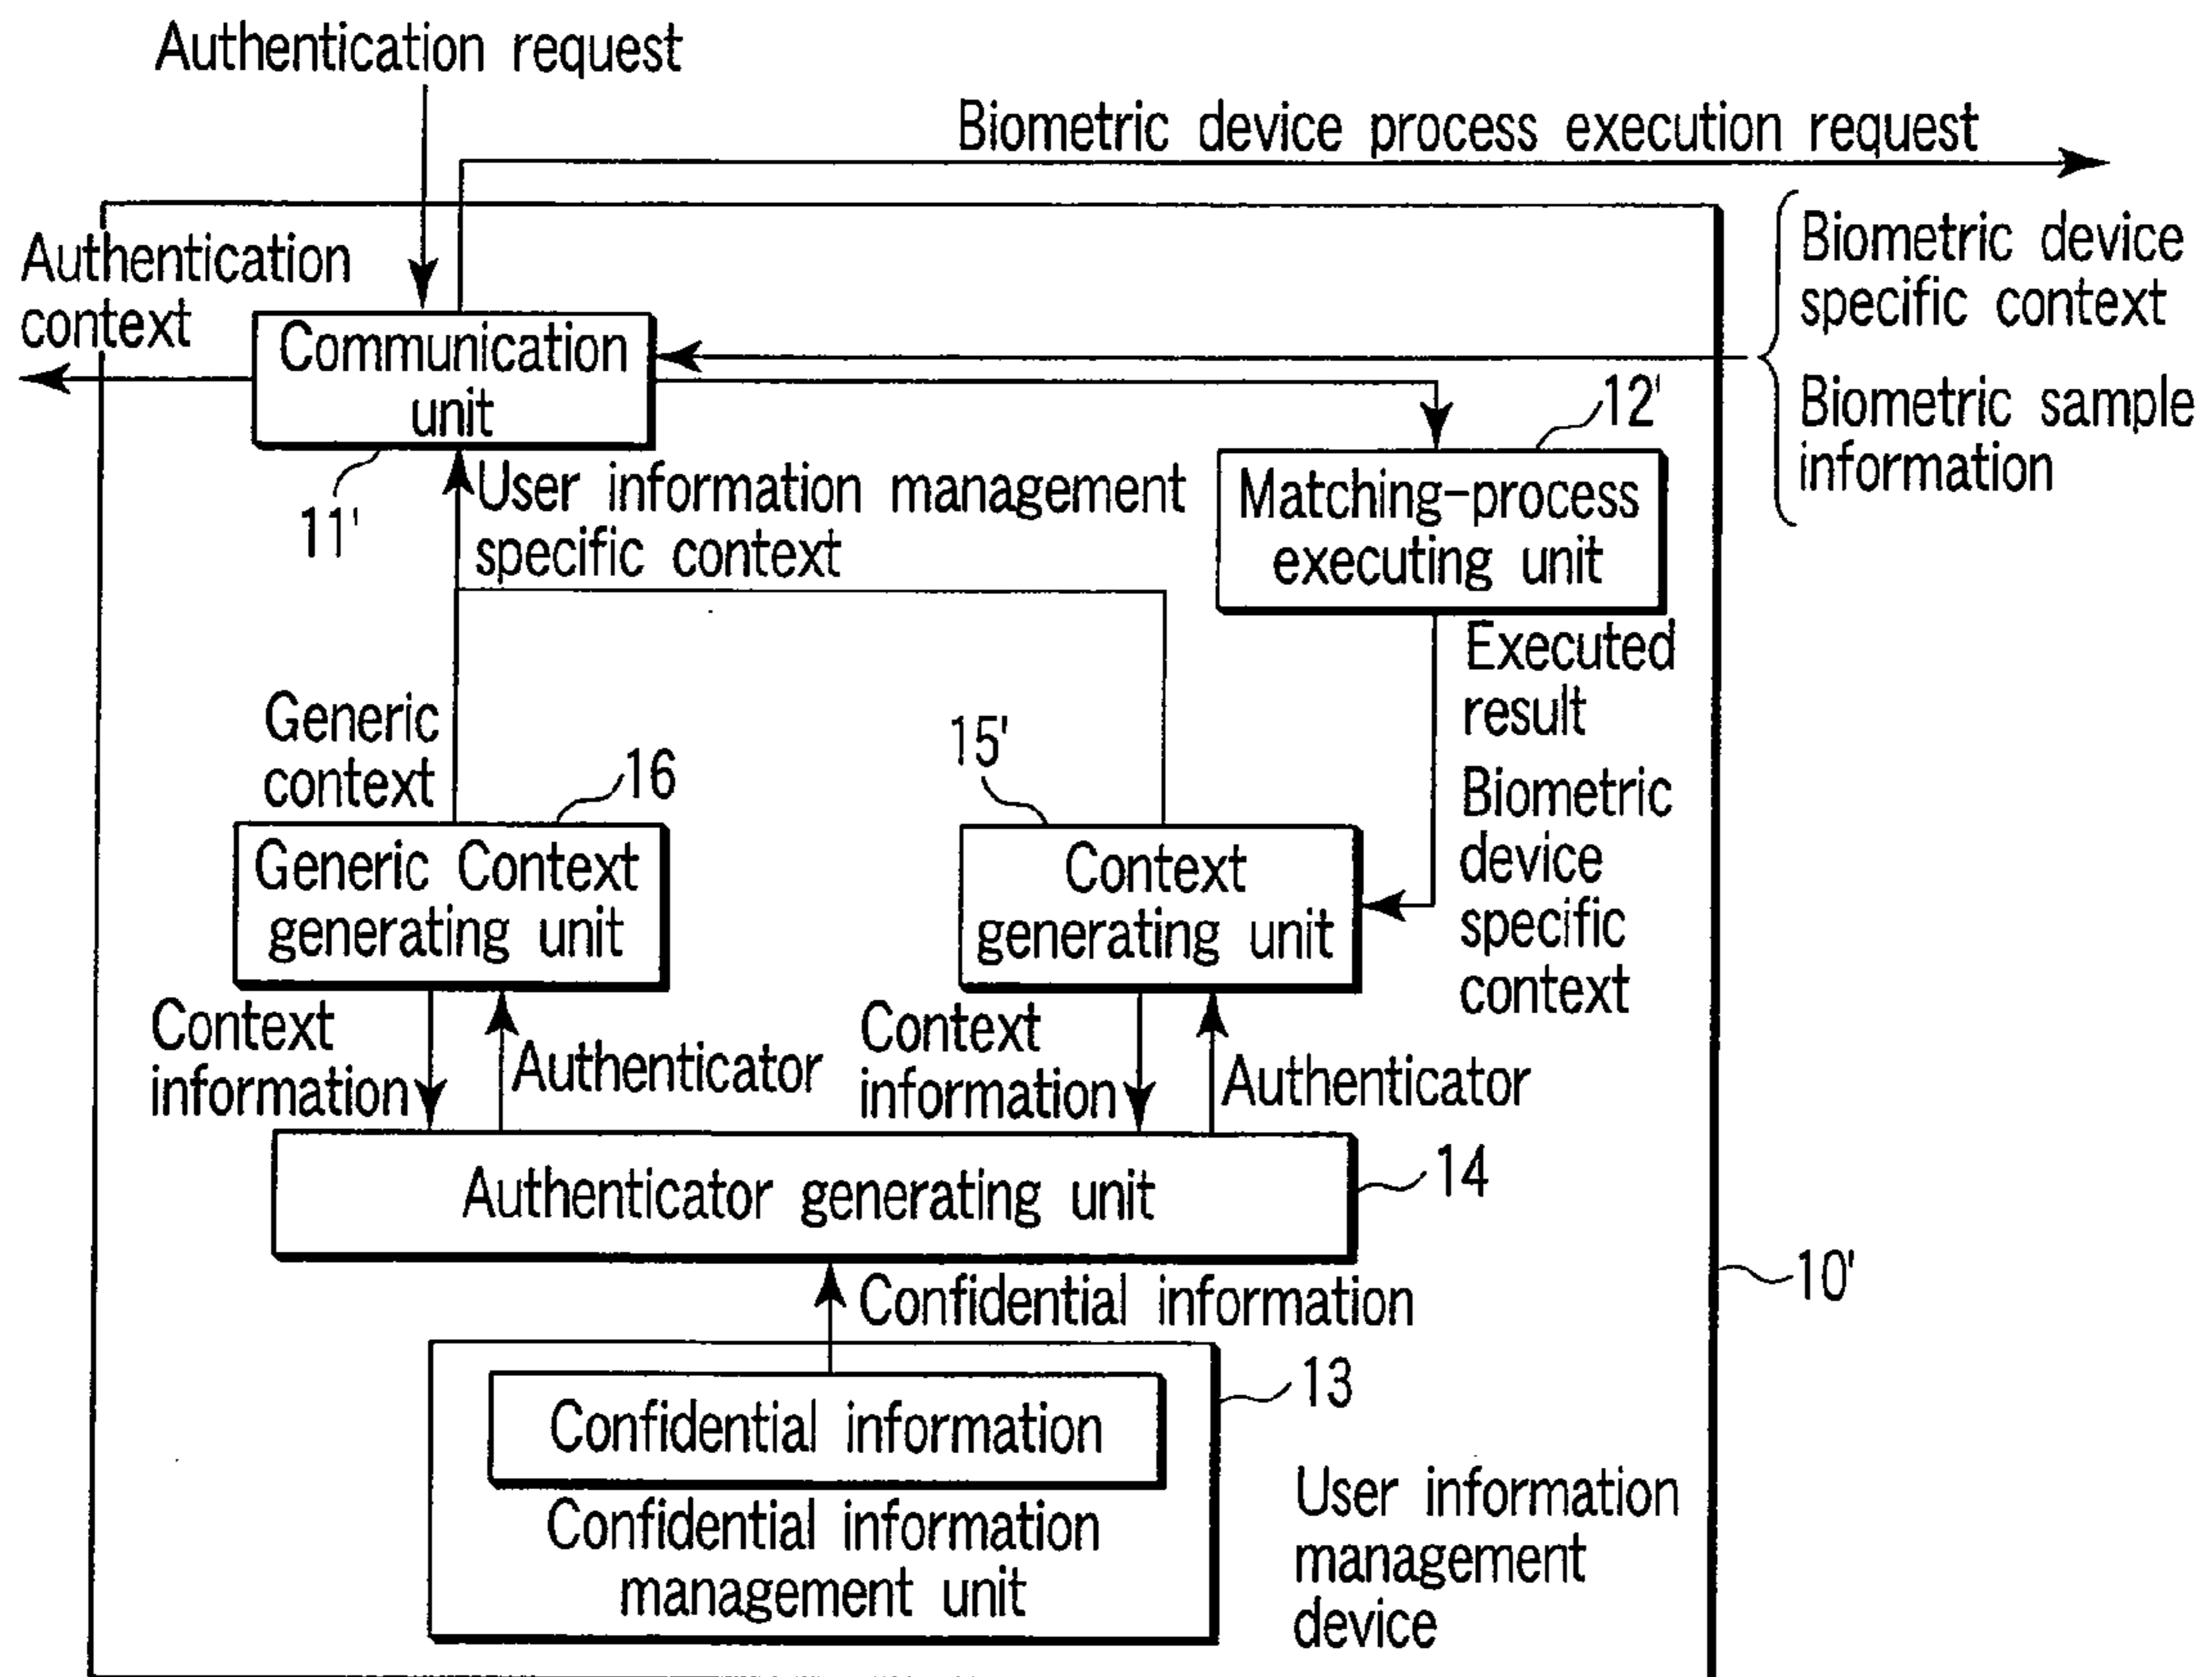 Authentication request
Biometric device process execution request
Authentication
context
Biometric device
specific context
Biometric sample
information
Communication
unit
11'
12'
Matching-process
executing unit
User information management
specific context
Executed
result
Biometric
device
specific
context
Generic
context
16
15'
Generic Context
generating unit
Context
generating unit
Context
information
Authenticator
Context
information
Authenticator
Authenticator generating unit
14
10'
Confidential information
13
Confidential information
Confidential information
management unit
User information
management
device